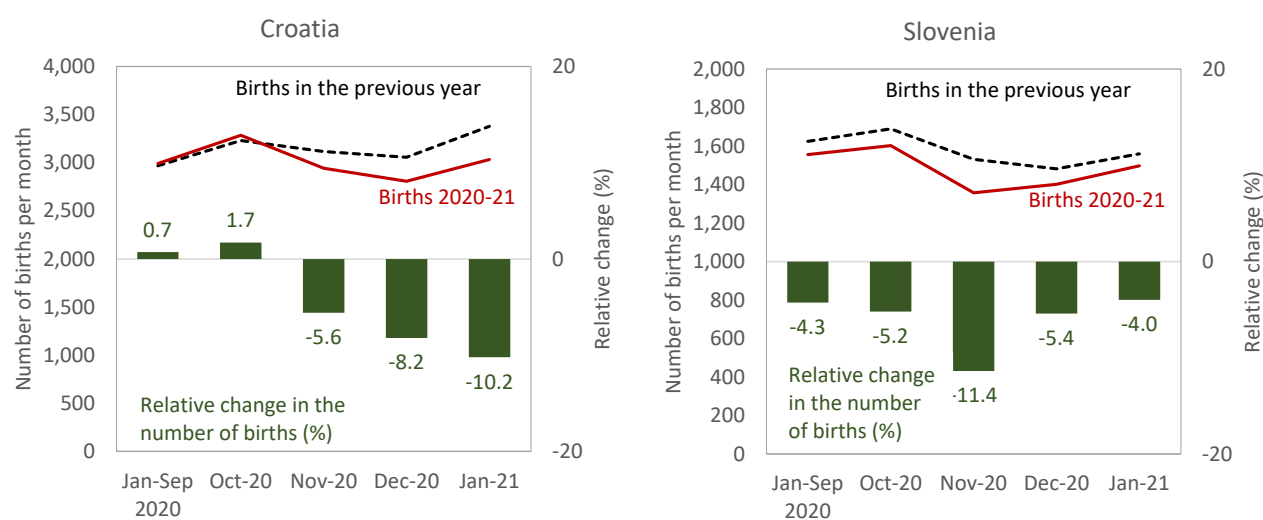 Croatia
4,000
3,500
3,000
2,500
2,000
1,500
1,000
500
0
Number of births per month
20
0
-20
Relative change (%)
Births in the previous year
Births 2020-21
0.7
1.7
-5.6
-8.2
-10.2
Relative change in the
number of births (%)
Jan-Sep
2020
Oct-20
Nov-20
Dec-20
Jan-21
Slovenia
2,000
1,800
1,600
1,400
1,200
1,000
800
600
400
200
0
Number of births per month
20
0
-20
Relative change (%)
Births in the previous year
Births 2020-21
-4.3
-5.2
-11.4
-5.4
-4.0
Relative change
in the number
of births (%)
Jan-Sep
2020
Oct-20
Nov-20
Dec-20
Jan-21